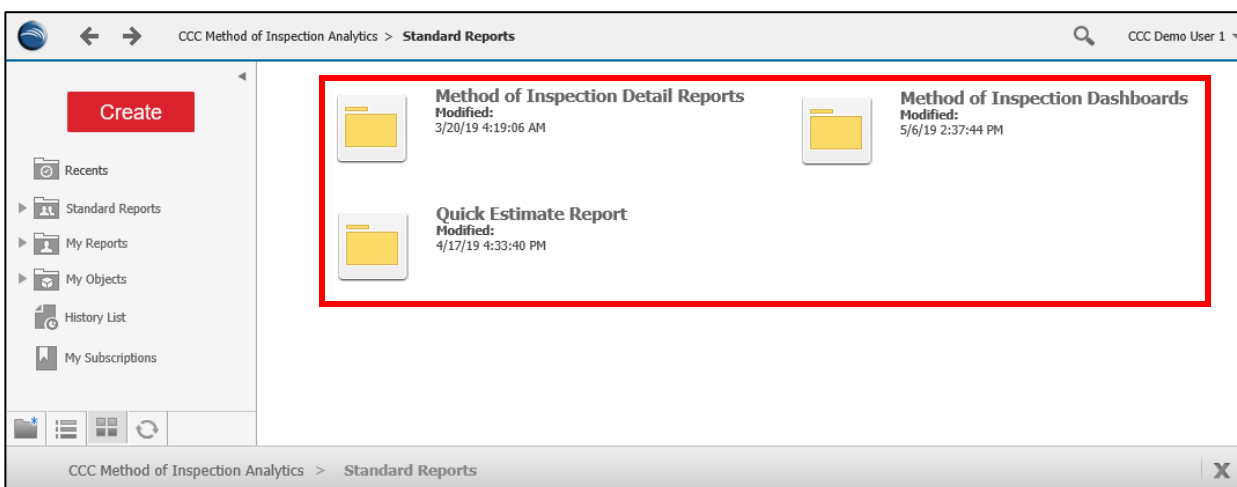 CCC Method of Inspection Analytics > Standard Reports
CCC Demo User 1
Create
Recents
Standard Reports
My Reports
My Objects
History List
My Subscriptions
Method of Inspection Detail Reports
Modified:
3/20/19 4:19:06 AM
Method of Inspection Dashboards
Modified:
5/6/19 2:37:44 PM
Quick Estimate Report
Modified:
4/17/19 4:33:40 PM
CCC Method of Inspection Analytics > Standard Reports
X